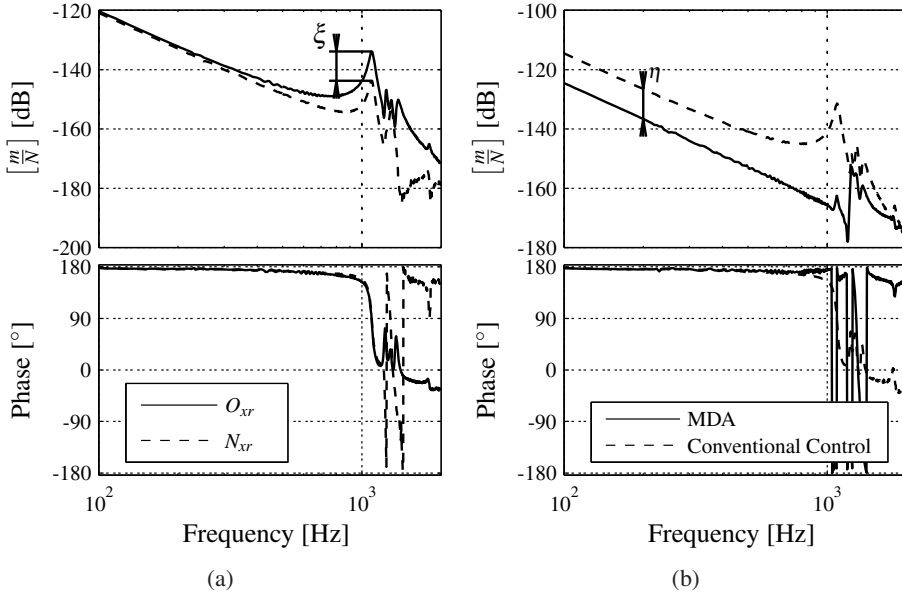 -120
-140
-160
-180
-200
[m/N] [dB]
ξ
180
90
0
-90
-180
Phase [°]
O_xr
N_xr
10^2
10^3
Frequency [Hz]
(a)
-100
-120
-140
-160
-180
[m/N] [dB]
η
180
90
0
-90
-180
Phase [°]
MDA
Conventional Control
10^2
10^3
Frequency [Hz]
(b)